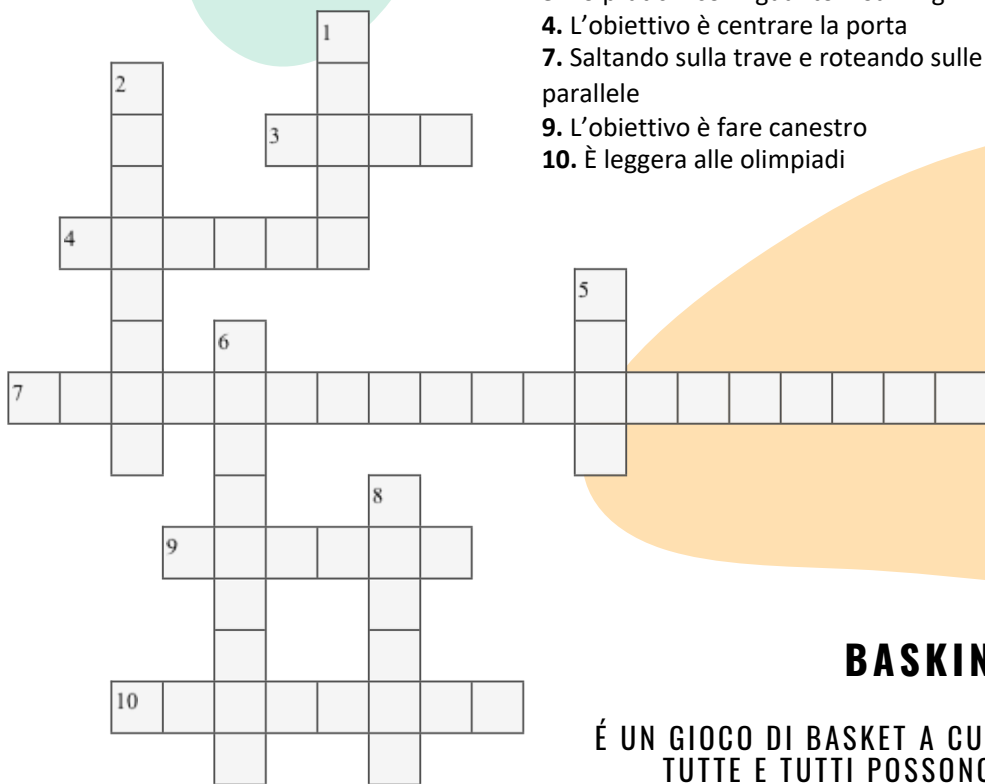 4. L’obiettivo è centrare la porta
7. Saltando sulla trave e roteando sulle
parallele
9. L’obiettivo è fare canestro
10. È leggera alle olimpiadi
1
2
3
4
5
6
7
8
9
10
BASKIN
É UN GIOCO DI BASKET A CU
TUTTE E TUTTI POSSONO